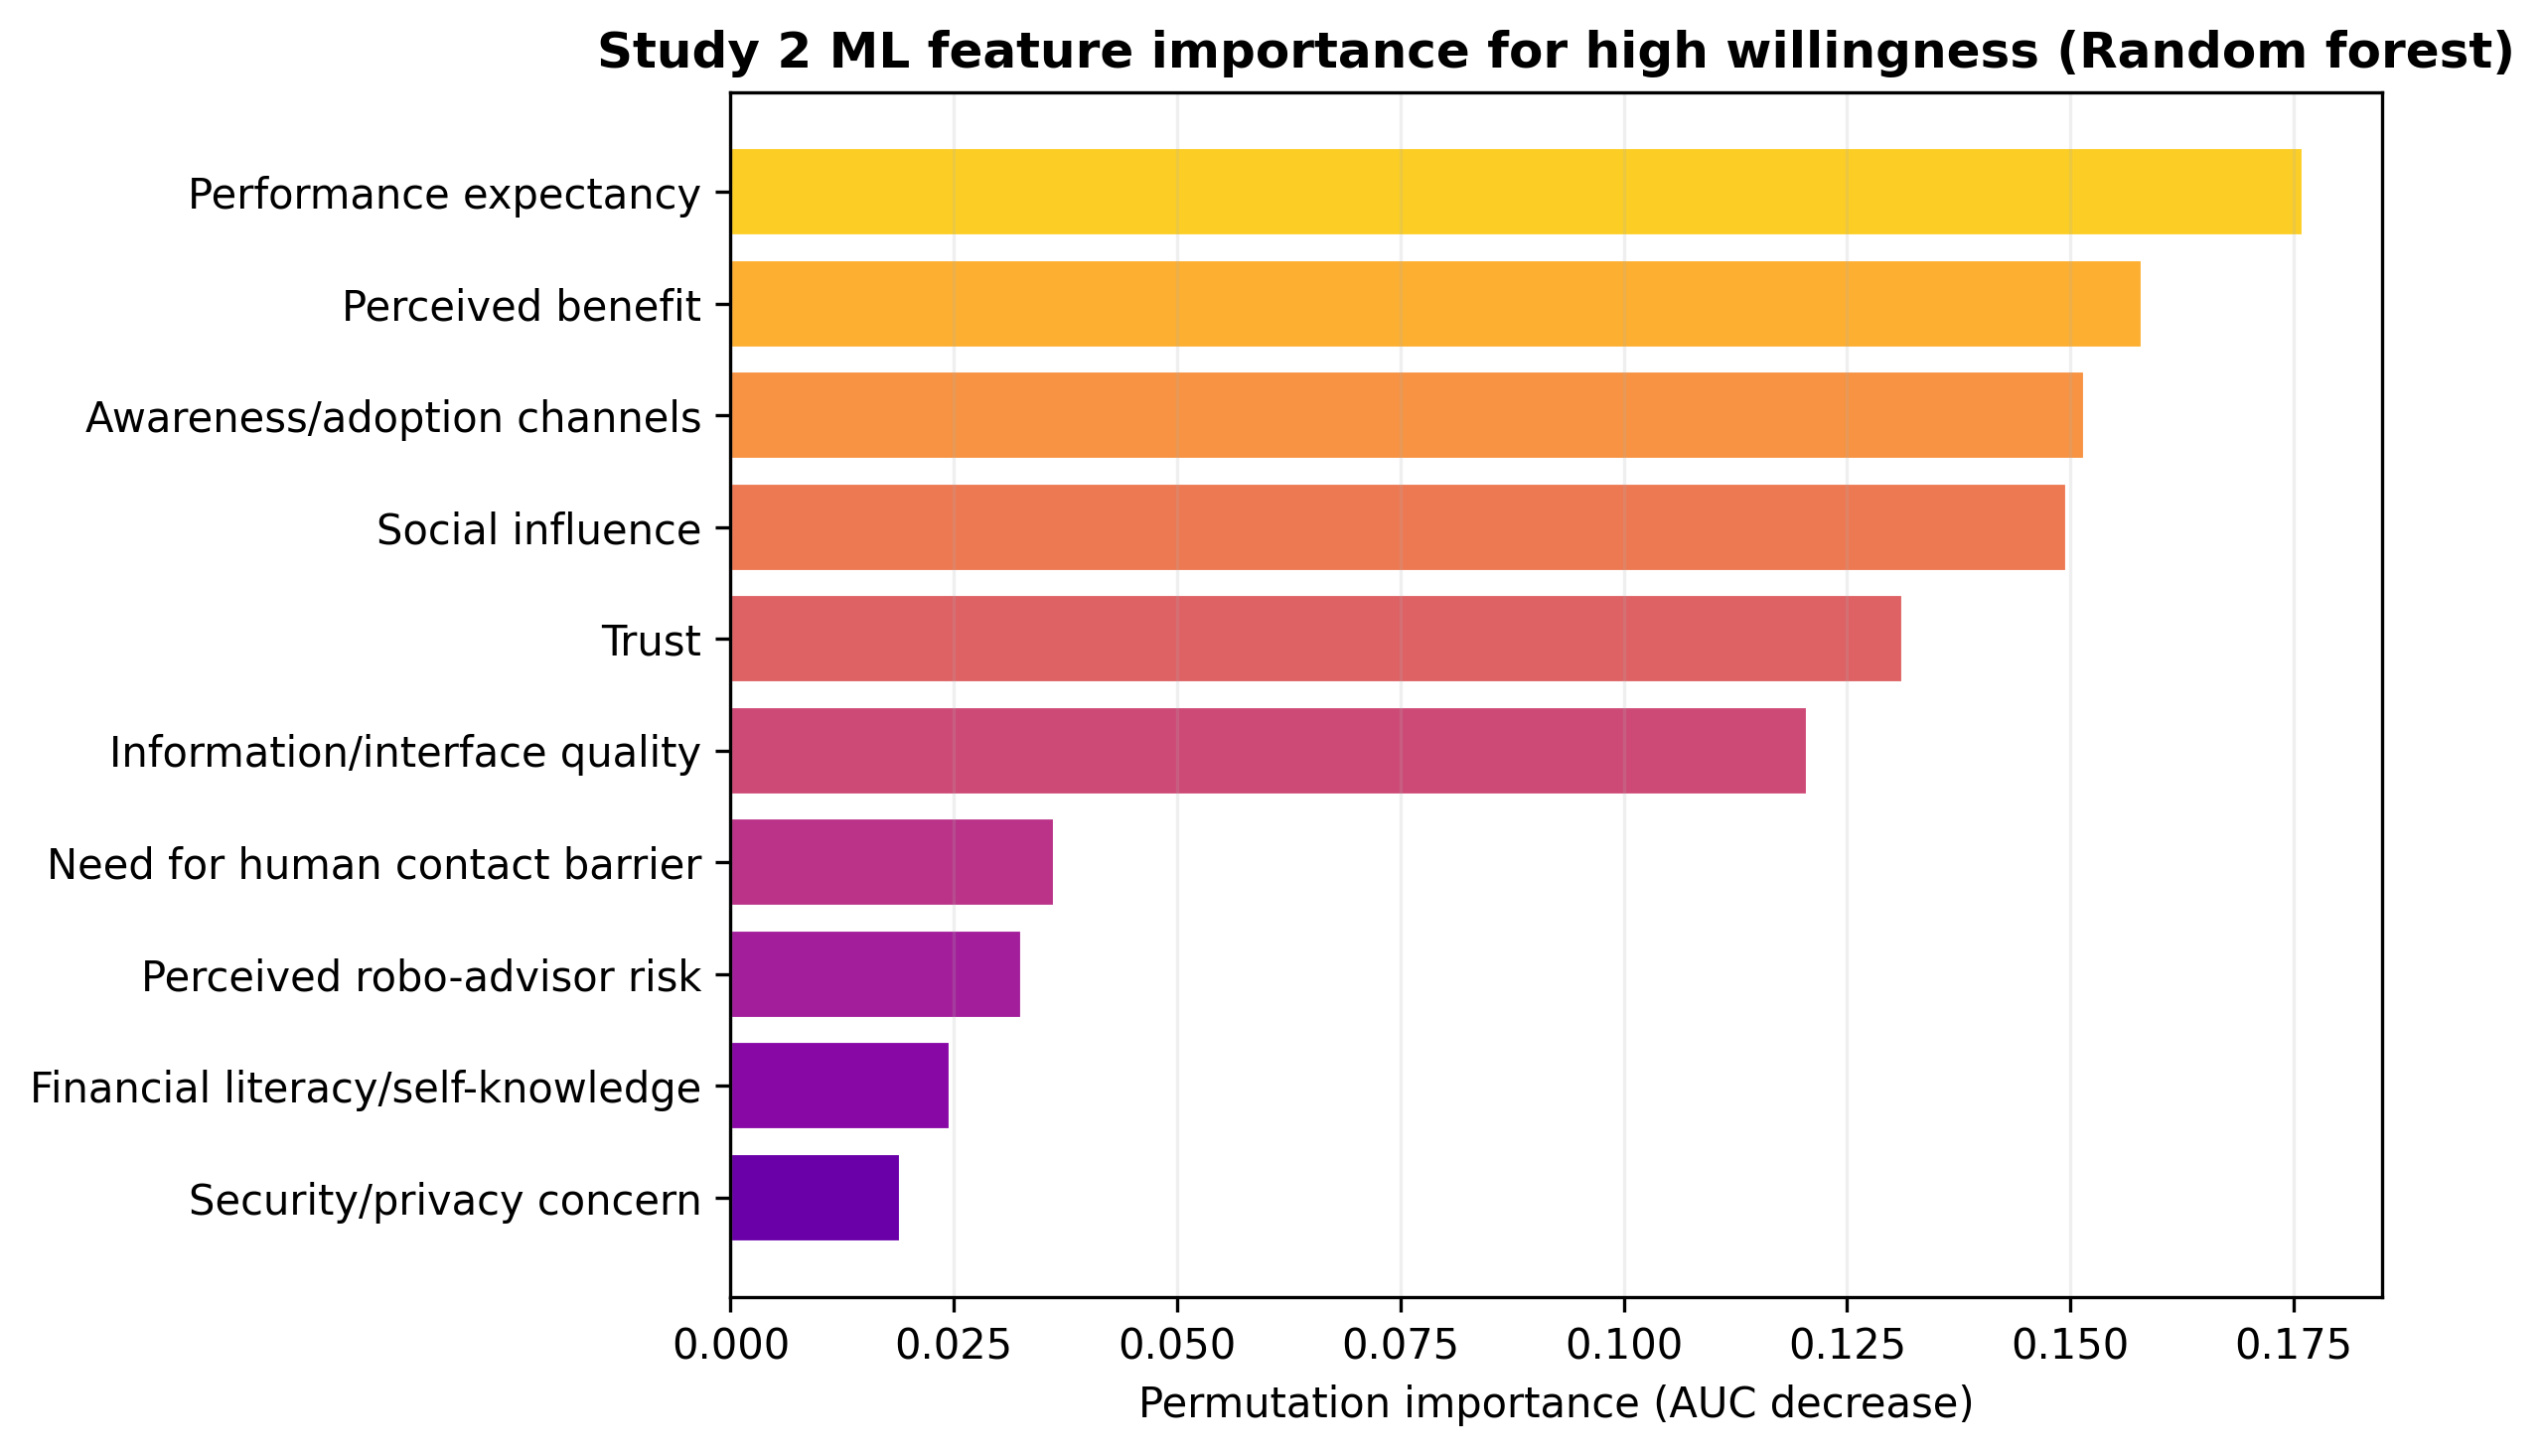 Study 2 ML feature importance for high willingness (Random forest)
Performance expectancy
Perceived benefit
Awareness/adoption channels
Social influence
Trust
Information/interface quality
Need for human contact barrier
Perceived robo-advisor risk
Financial literacy/self-knowledge
Security/privacy concern
0.000 0.025 0.050 0.075 0.100 0.125 0.150 0.175
Permutation importance (AUC decrease)